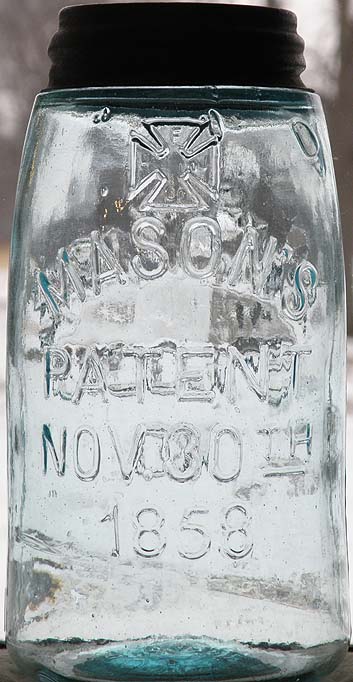 MASON'S
PATENT
NOV 30TH
1858